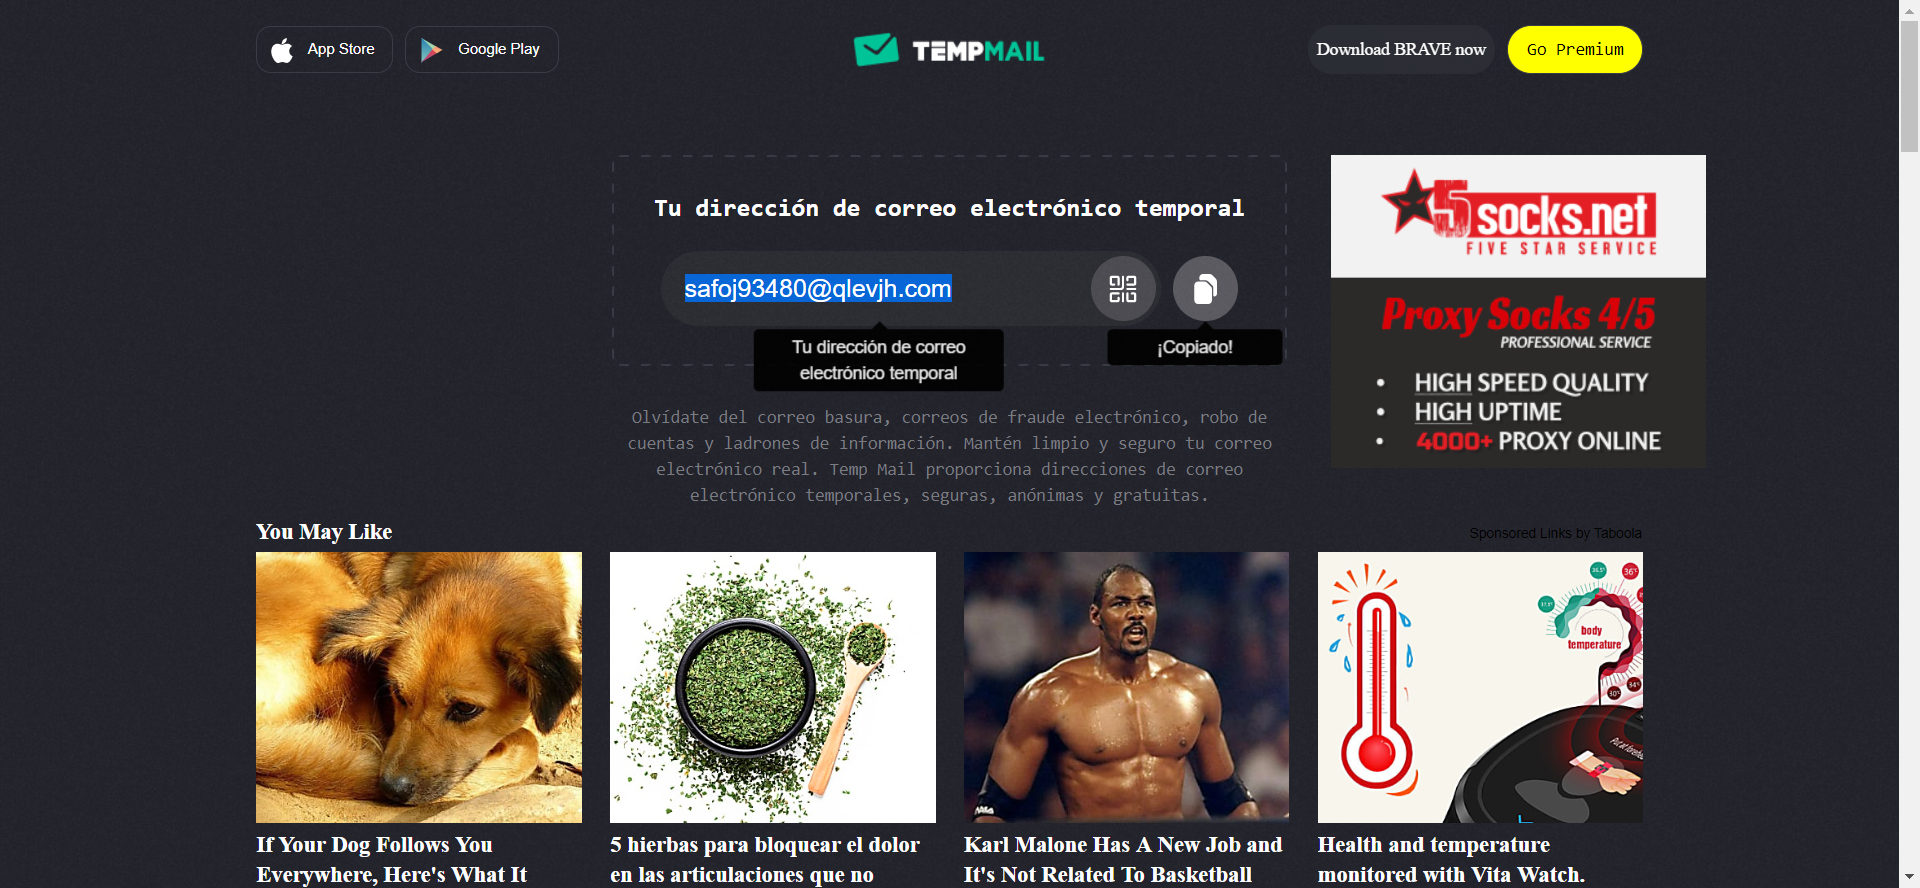 App Store
Google Play
TEMPMAIL
Download BRAVE now
Go Premium
Tu dirección de correo electrónico temporal
safoj93480@qlevjh.com
Tu dirección de correo
electrónico temporal
¡Copiado!
Olvídate del correo basura, correos de fraude electrónico, robo de
cuentas y ladrones de información. Mantén limpio y seguro tu correo
electrónico real. Temp Mail proporciona direcciones de correo
electrónico temporales, seguras, anónimas y gratuitas.
5socks.net
FIVE STAR SERVICE
Proxy Socks 4/5
PROFESSIONAL SERVICE
• HIGH SPEED QUALITY
• HIGH UPTIME
• 4000+ PROXY ONLINE
You May Like
Sponsored Links by Taboola
body
temperature
If Your Dog Follows You
Everywhere, Here's What It
5 hierbas para bloquear el dolor
en las articulaciones que no
Karl Malone Has A New Job and
It's Not Related To Basketball
Health and temperature
monitored with Vita Watch.